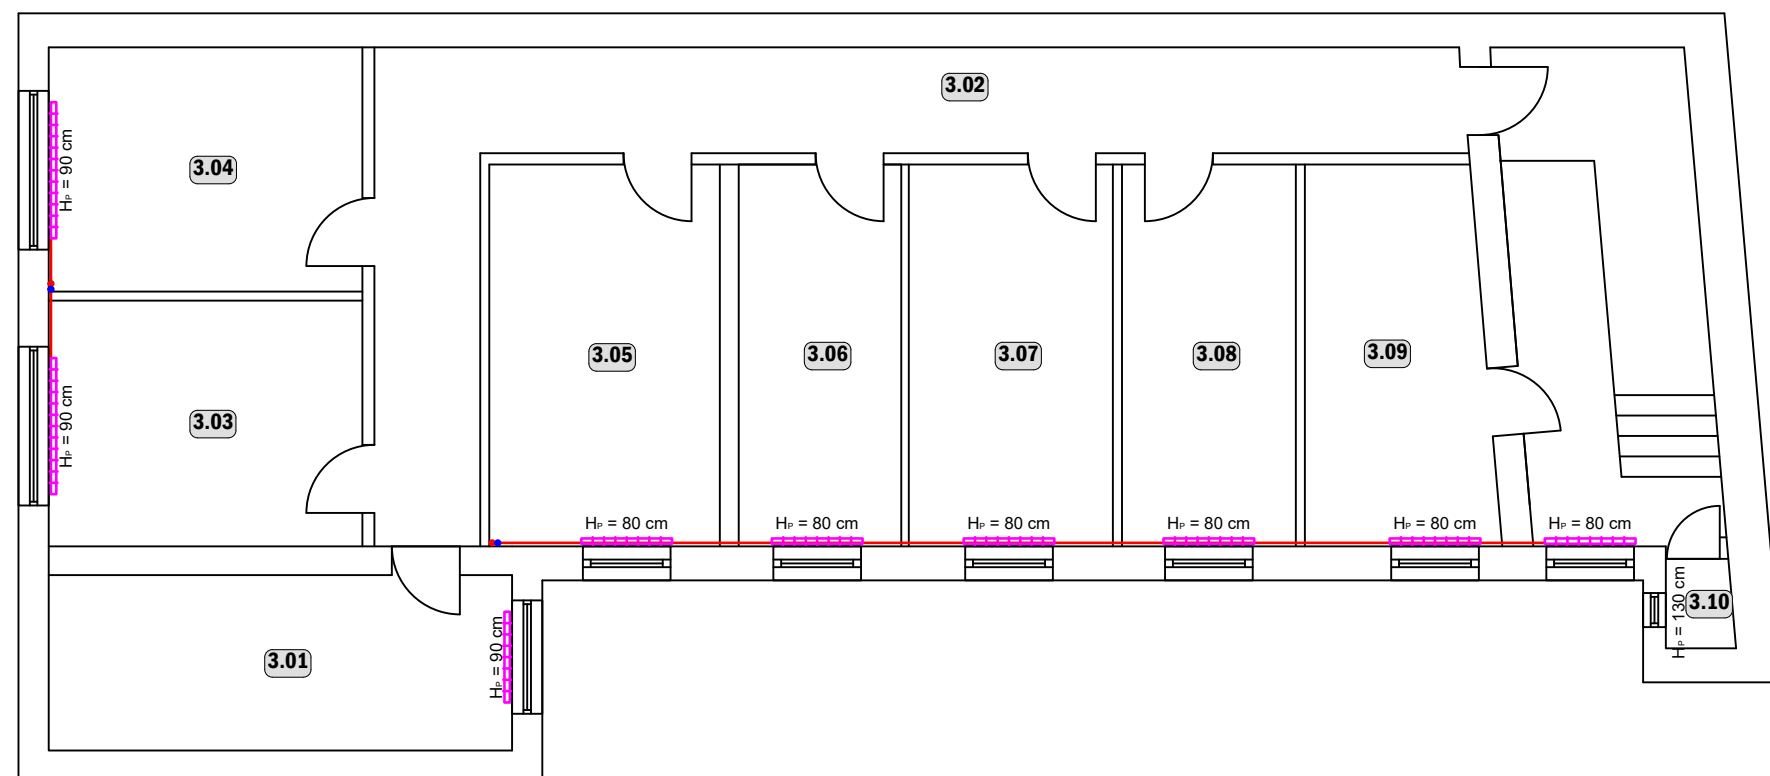 3.02
3.04
HP = 90 cm
3.03
HP = 90 cm
3.05
3.06
3.07
3.08
3.09
HP = 80 cm
HP = 80 cm
HP = 80 cm
HP = 80 cm
HP = 80 cm
HP = 80 cm
3.01
HP = 90 cm
HP = 130 cm
3.10